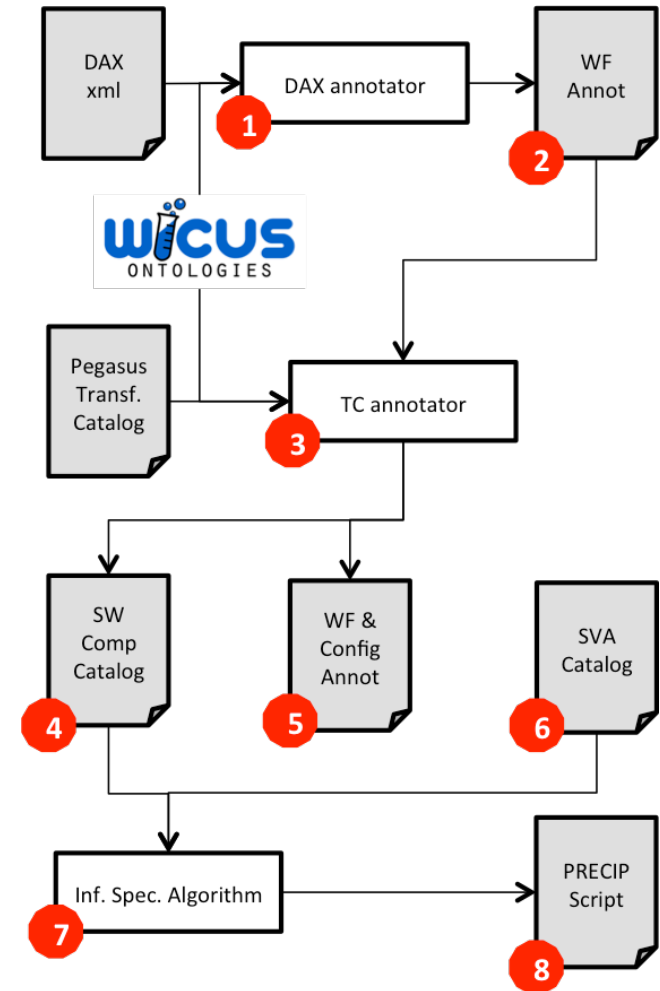 DAX
xml
DAX annotator
1
WF
Annot
2
WICUS
ONTOLOGIES
Pegasus
Transf.
Catalog
TC annotator
3
SW
Comp
Catalog
4
WF &
Config
Annot
5
SVA
Catalog
6
Inf. Spec. Algorithm
7
PRECIP
Script
8